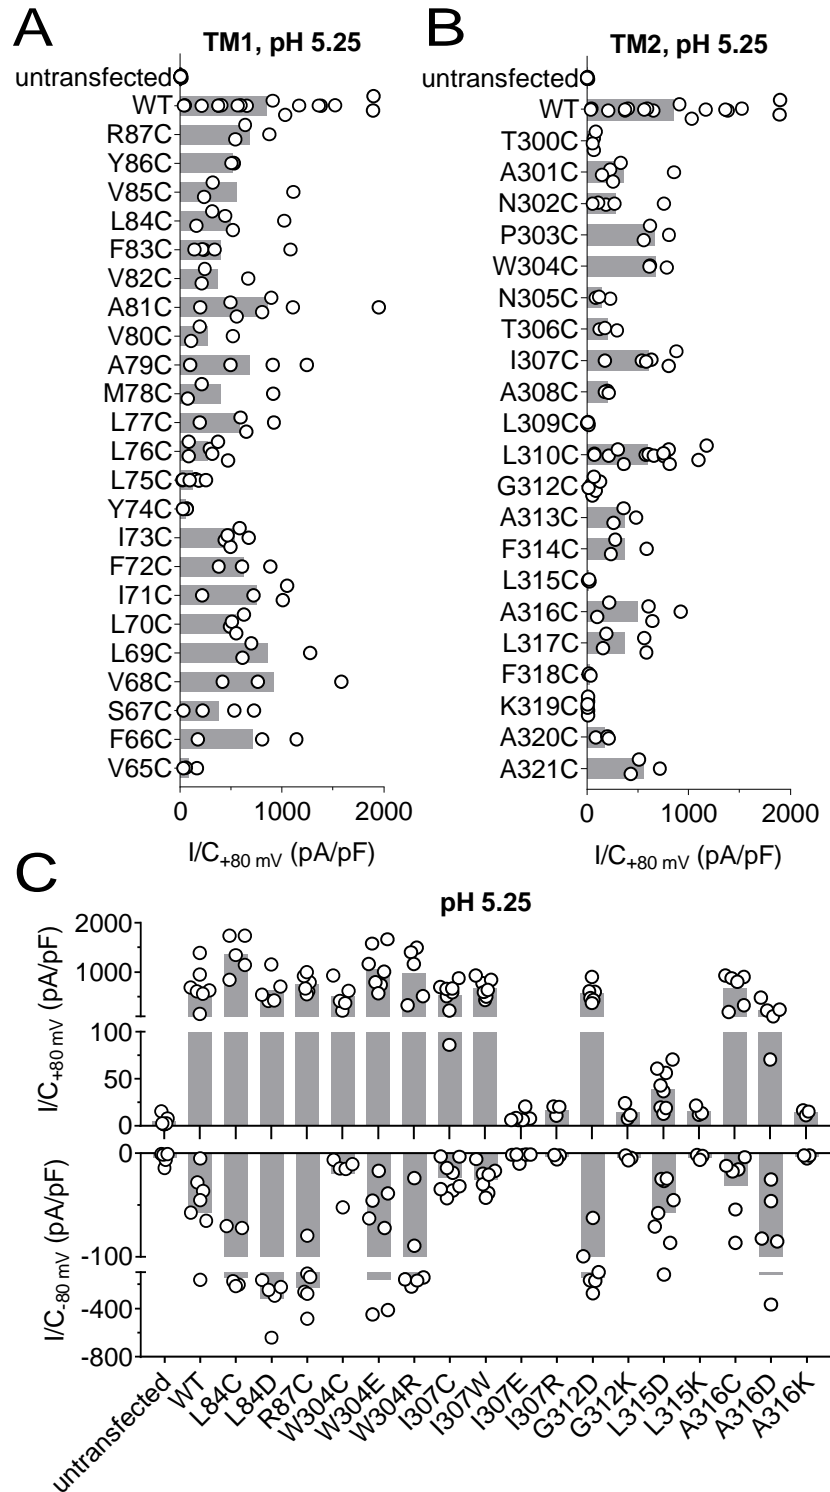 A
TM1, pH 5.25
untransfected
WT
R87C
Y86C
V85C
L84C
F83C
V82C
A81C
V80C
A79C
M78C
L77C
L76C
L75C
Y74C
I73C
F72C
I71C
L70C
L69C
V68C
S67C
F66C
V65C
0 1000 2000
I/C+80 mV (pA/pF)
B
TM2, pH 5.25
untransfected
WT
T300C
A301C
N302C
P303C
W304C
N305C
T306C
I307C
A308C
L309C
L310C
G312C
A313C
F314C
L315C
A316C
L317C
F318C
K319C
A320C
A321C
0 1000 2000
I/C+80 mV (pA/pF)
C
pH 5.25
I/C+80 mV (pA/pF)
2000
1000
100
50
0
I/C-80 mV (pA/pF)
0
-100
-400
-800
untransfected
WT
L84C
L84D
R87C
W304C
W304E
W304R
I307C
I307W
I307E
I307R
G312D
G312K
L315D
L315K
A316C
A316D
A316K